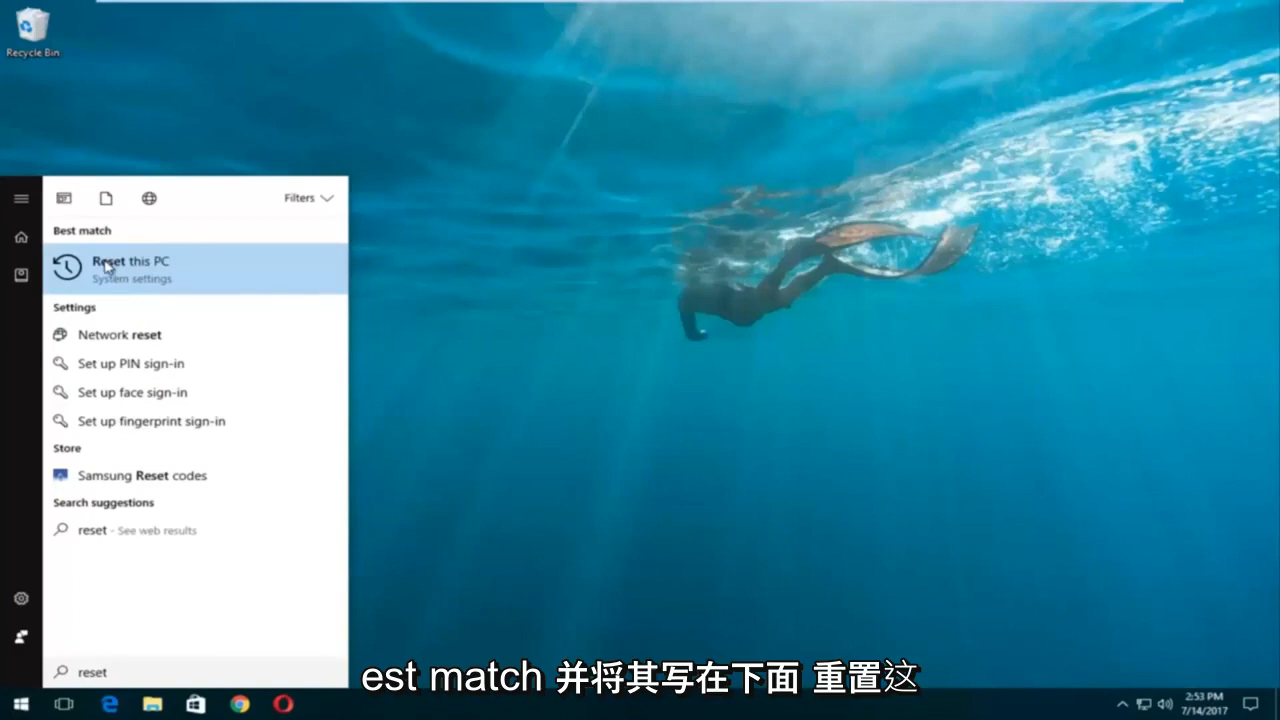 Recycle Bin
Filters
Best match
Reset this PC
System settings
Settings
Network reset
Set up PIN sign-in
Set up face sign-in
Set up fingerprint sign-in
Store
Samsung Reset codes
Search suggestions
reset - See web results
reset
est match 并将其写在下面 重置这
2:53 PM
7/14/2017